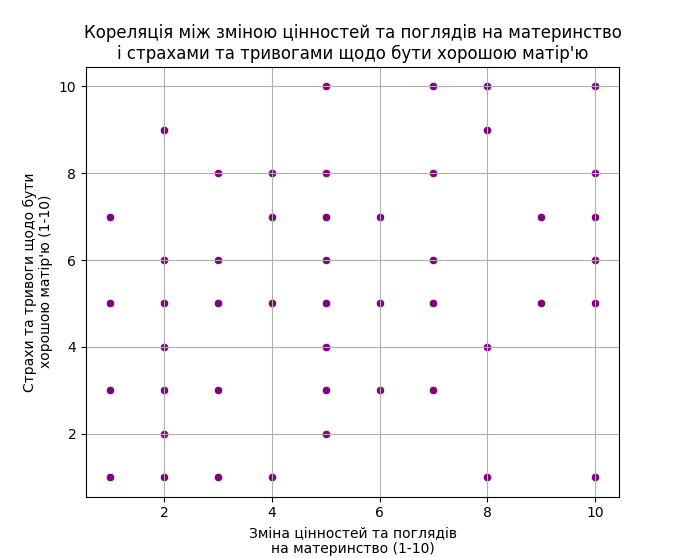 Кореляція між зміною цінностей та поглядів на материнство
і страхами та тривогами щодо бути хорошою матір'ю
10
8
6
4
2
Страхи та тривоги щодо бути
хорошою матір'ю (1-10)
2
4
6
8
10
Зміна цінностей та поглядів
на материнство (1-10)